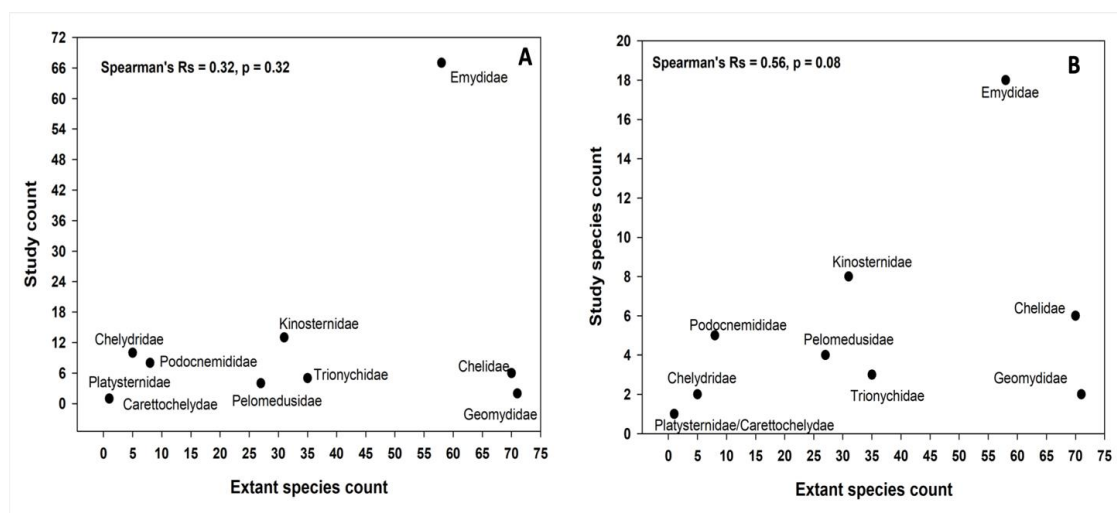 A
Spearman's Rs = 0.32, p = 0.32
Study count
72
66
60
54
48
42
36
30
24
18
12
6
0
Emydidae
Kinosternidae
Chelydridae
Podocnemididae
Platysternidae
Carettochelydae
Pelomedusidae
Trionychidae
Chelidae
Geomydidae
0 5 10 15 20 25 30 35 40 45 50 55 60 65 70 75
Extant species count
B
Spearman's Rs = 0.56, p = 0.08
Study species count
20
18
16
14
12
10
8
6
4
2
0
Emydidae
Kinosternidae
Chelidae
Podocnemididae
Pelomedusidae
Chelydridae
Trionychidae
Geomydidae
Platysternidae/Carettochelydae
0 5 10 15 20 25 30 35 40 45 50 55 60 65 70 75
Extant species count